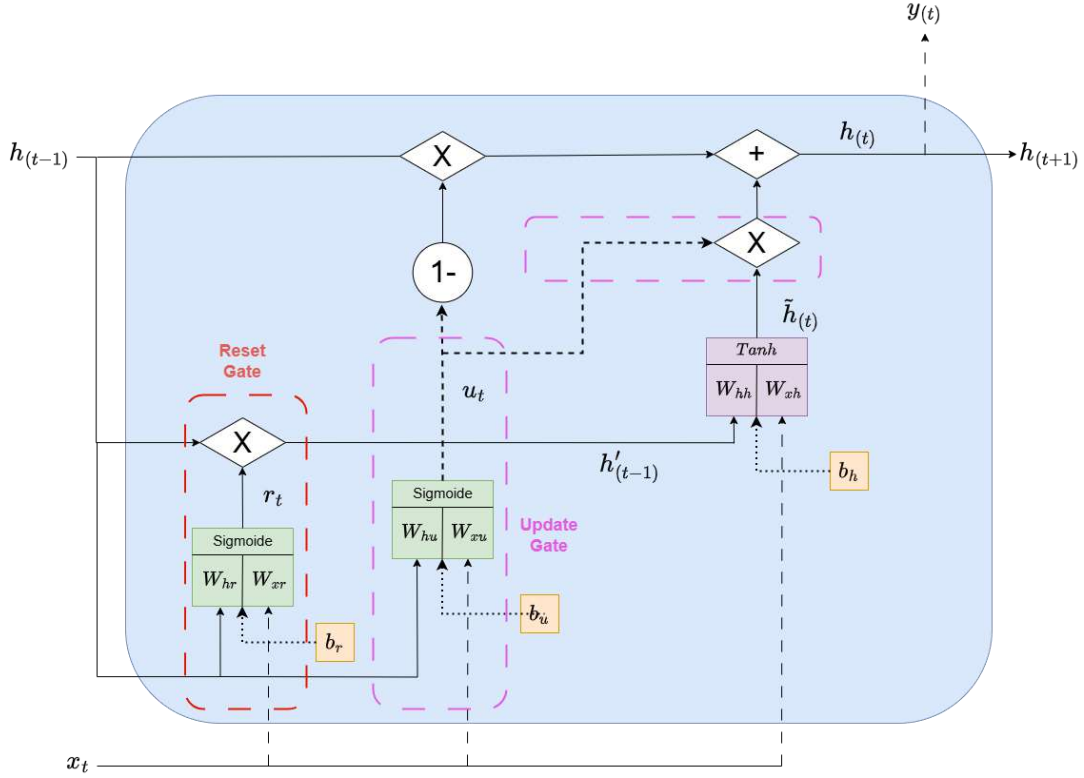 y(t)
h(t−1)
X
+
h(t)
h(t+1)
X
1-
h̃(t)
Reset
Gate
Tanh
Whh
Wxh
ut
X
h′(t−1)
bh
rt
Sigmoide
Whu
Wxu
Update
Gate
Sigmoide
Whr
Wxr
bu
br
xt